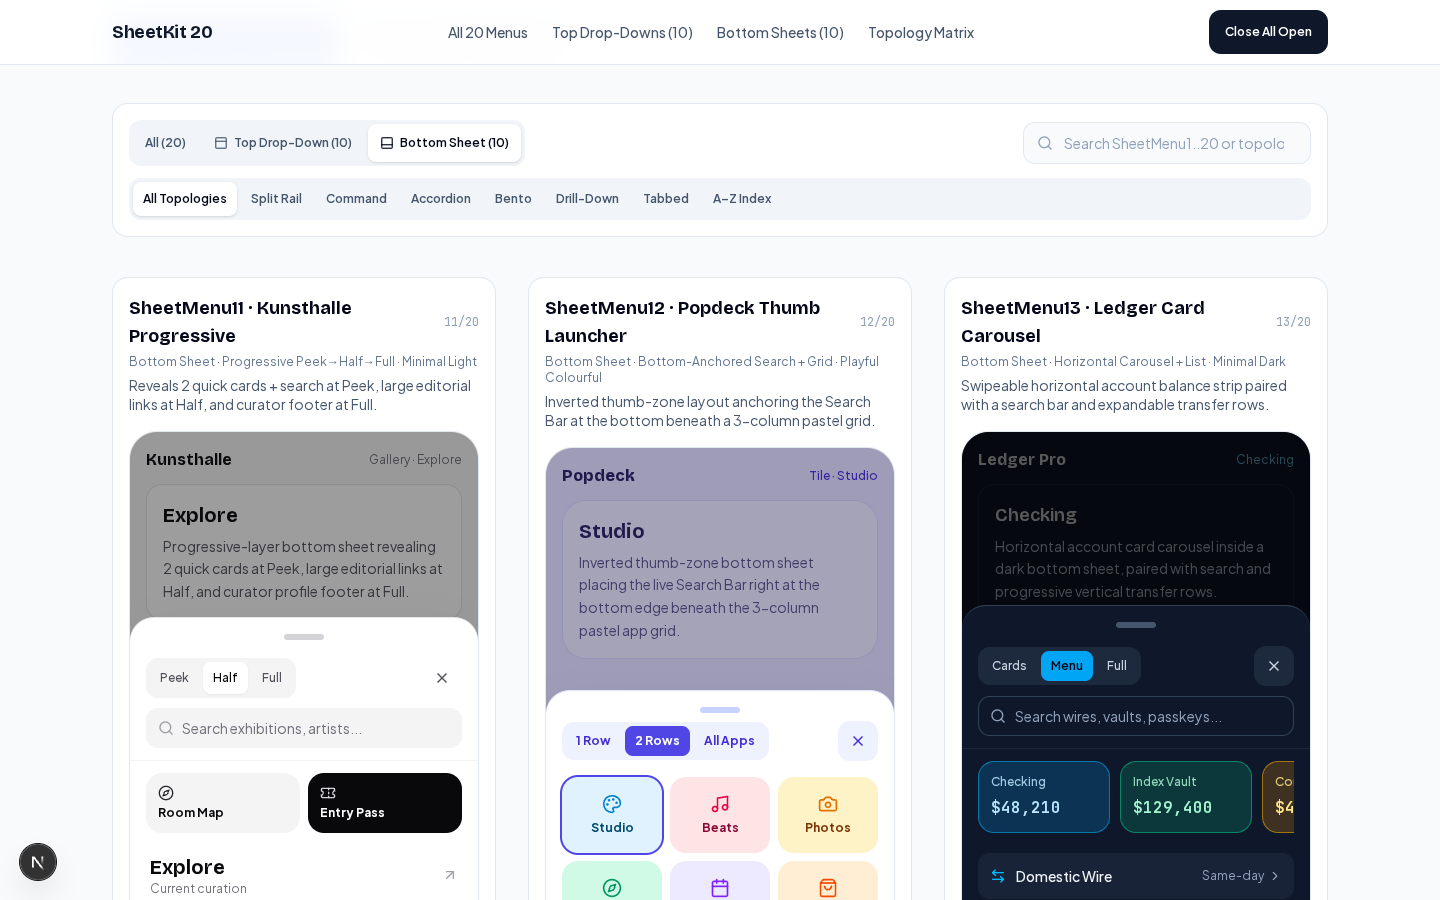 SheetKit 20
All 20 Menus
Top Drop-Downs (10)
Bottom Sheets (10)
Topology Matrix
Close All Open
All (20)
Top Drop-Down (10)
Bottom Sheet (10)
Search SheetMenu1..20 or topolo
All Topologies
Split Rail
Command
Accordion
Bento
Drill-Down
Tabbed
A–Z Index
SheetMenu11 · Kunsthalle
Progressive
11/20
Bottom Sheet · Progressive Peek→Half→Full · Minimal Light
Reveals 2 quick cards + search at Peek, large editorial
links at Half, and curator footer at Full.
Kunsthalle
Gallery · Explore
Explore
Progressive-layer bottom sheet revealing
2 quick cards at Peek, large editorial links at
Half, and curator profile footer at Full.
Peek
Half
Full
Search exhibitions, artists...
Room Map
Entry Pass
Explore
Current curation
SheetMenu12 · Popdeck Thumb
Launcher
12/20
Bottom Sheet · Bottom-Anchored Search + Grid · Playful
Colourful
Inverted thumb-zone layout anchoring the Search
Bar at the bottom beneath a 3-column pastel grid.
Popdeck
Tile · Studio
Studio
Inverted thumb-zone bottom sheet
placing the live Search Bar right at the
bottom edge beneath the 3-column
pastel app grid.
1 Row
2 Rows
All Apps
Studio
Beats
Photos
SheetMenu13 · Ledger Card
Carousel
13/20
Bottom Sheet · Horizontal Carousel + List · Minimal Dark
Swipeable horizontal account balance strip paired
with a search bar and expandable transfer rows.
Ledger Pro
Checking
Checking
Horizontal account card carousel inside a
dark bottom sheet, paired with search and
progressive vertical transfer rows.
Cards
Menu
Full
Search wires, vaults, passkeys...
Checking
$48,210
Index Vault
$129,400
Co
$4
Domestic Wire
Same-day
N